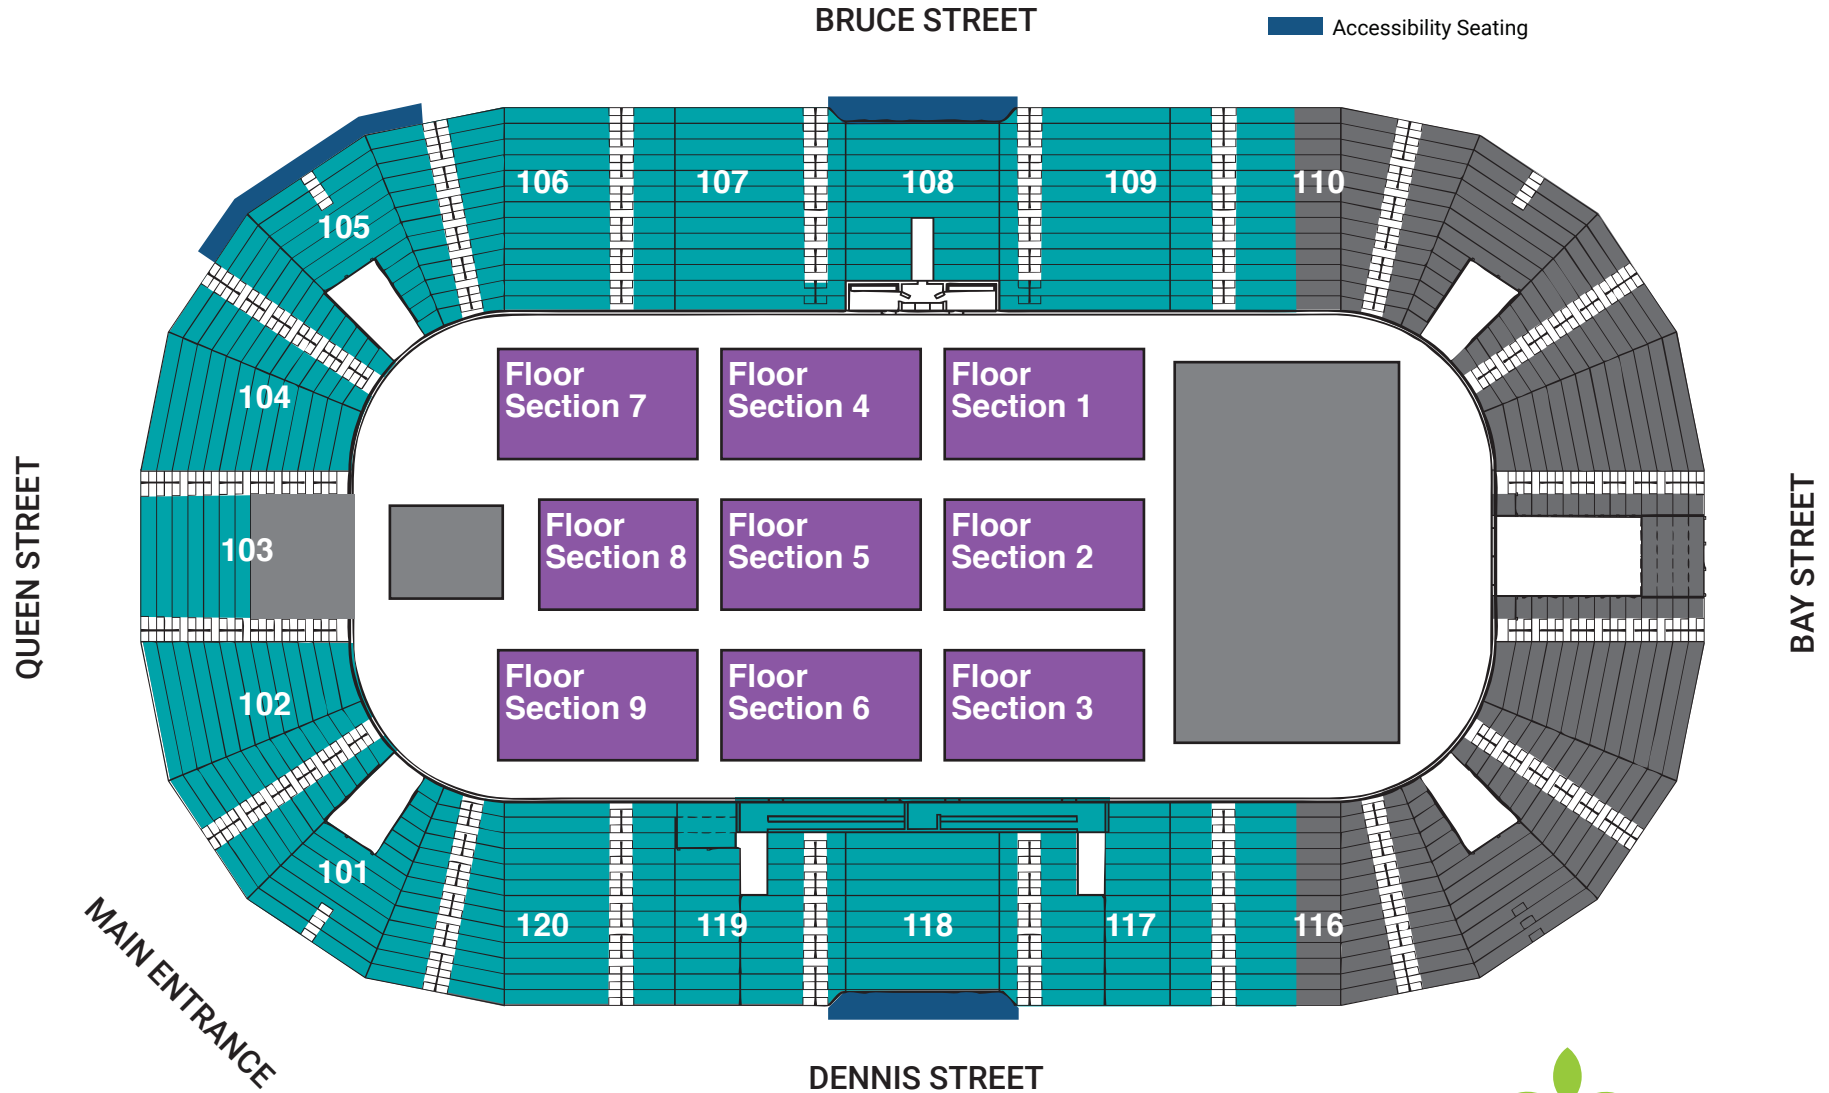 BRUCE STREET
Accessibility Seating
106
107
108
109
110
105
104
103
102
101
Floor
Section 7
Floor
Section 4
Floor
Section 1
Floor
Section 8
Floor
Section 5
Floor
Section 2
Floor
Section 9
Floor
Section 6
Floor
Section 3
120
119
118
117
116
QUEEN STREET
BAY STREET
MAIN ENTRANCE
DENNIS STREET